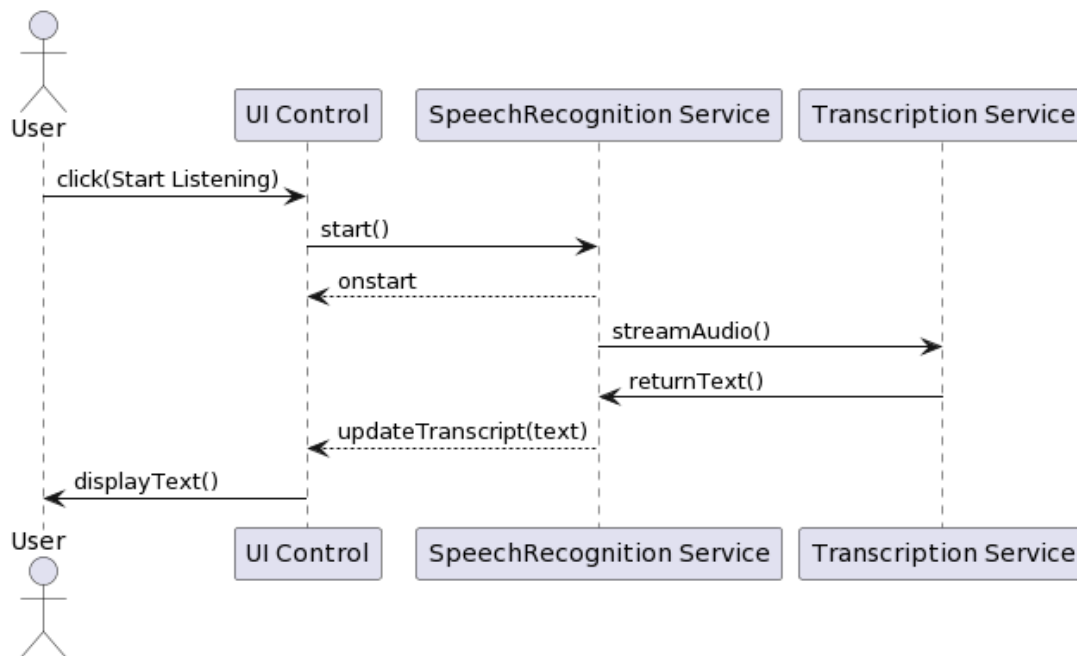 User
UI Control
SpeechRecognition Service
Transcription Service
click(Start Listening)
start()
onstart
streamAudio()
returnText()
updateTranscript(text)
displayText()
User
UI Control
SpeechRecognition Service
Transcription Service